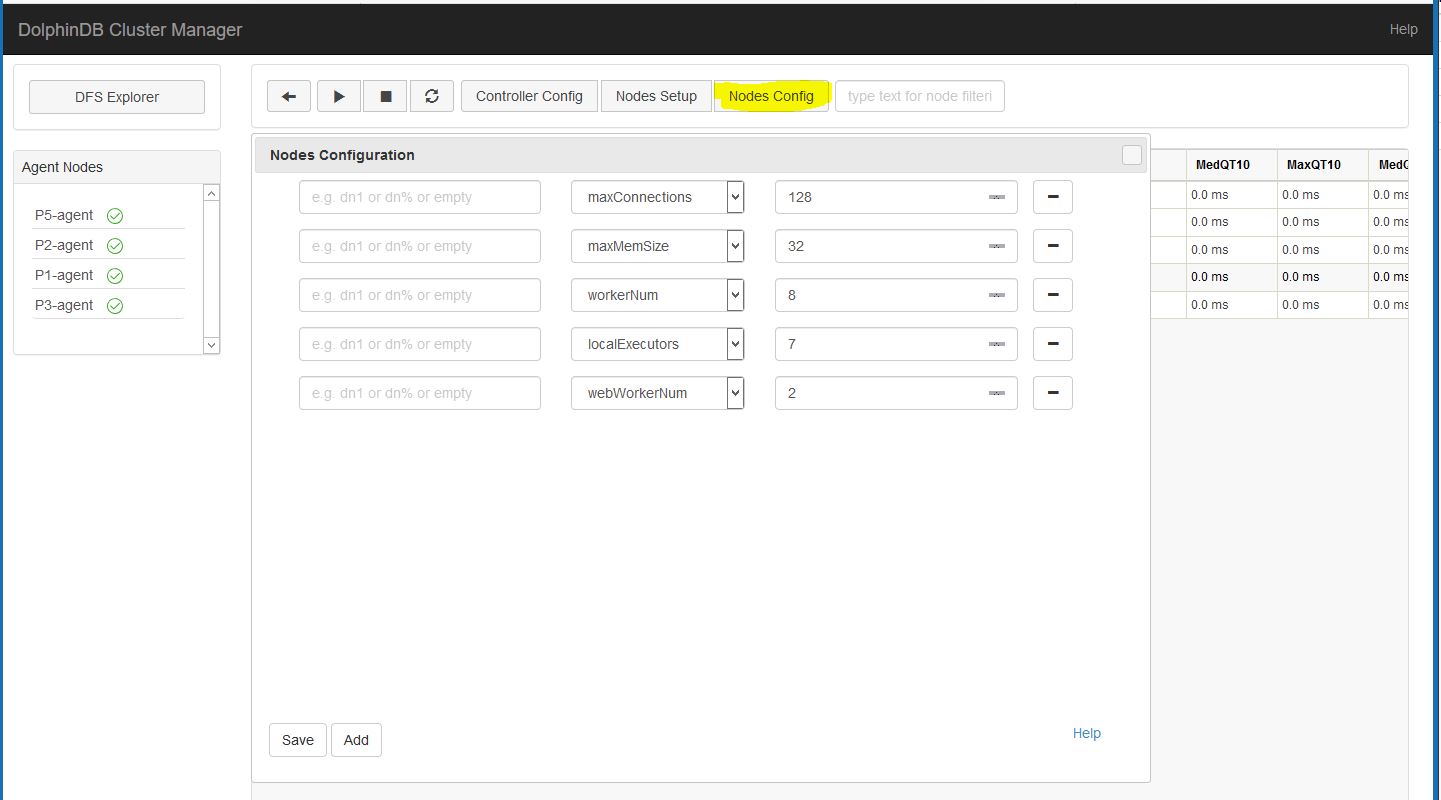 DolphinDB Cluster Manager
Help
DFS Explorer
Controller Config
Nodes Setup
Nodes Config
type text for node filteri
Agent Nodes
P5-agent
P2-agent
P1-agent
P3-agent
Nodes Configuration
e.g. dn1 or dn% or empty maxConnections 128
e.g. dn1 or dn% or empty maxMemSize 32
e.g. dn1 or dn% or empty workerNum 8
e.g. dn1 or dn% or empty localExecutors 7
e.g. dn1 or dn% or empty webWorkerNum 2
Save
Add
Help
MedQT10 MaxQT10
0.0 ms 0.0 ms 0.0 ms
0.0 ms 0.0 ms 0.0 ms
0.0 ms 0.0 ms 0.0 ms
0.0 ms 0.0 ms 0.0 ms
0.0 ms 0.0 ms 0.0 ms